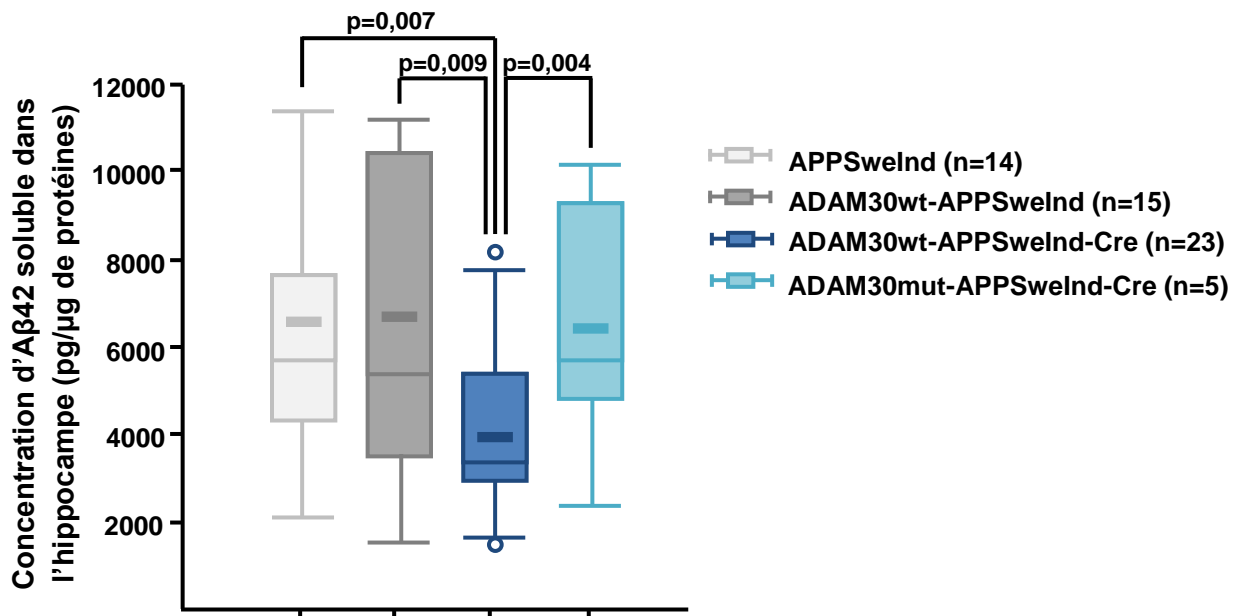 p=0,007
p=0,009
p=0,004
Concentration d'Aβ42 soluble dans
l'hippocampe (pg/μg de protéines)
12000
10000
8000
6000
4000
2000
APPSweInd (n=14)
ADAM30wt-APPSweInd (n=15)
ADAM30wt-APPSweInd-Cre (n=23)
ADAM30mut-APPSweInd-Cre (n=5)